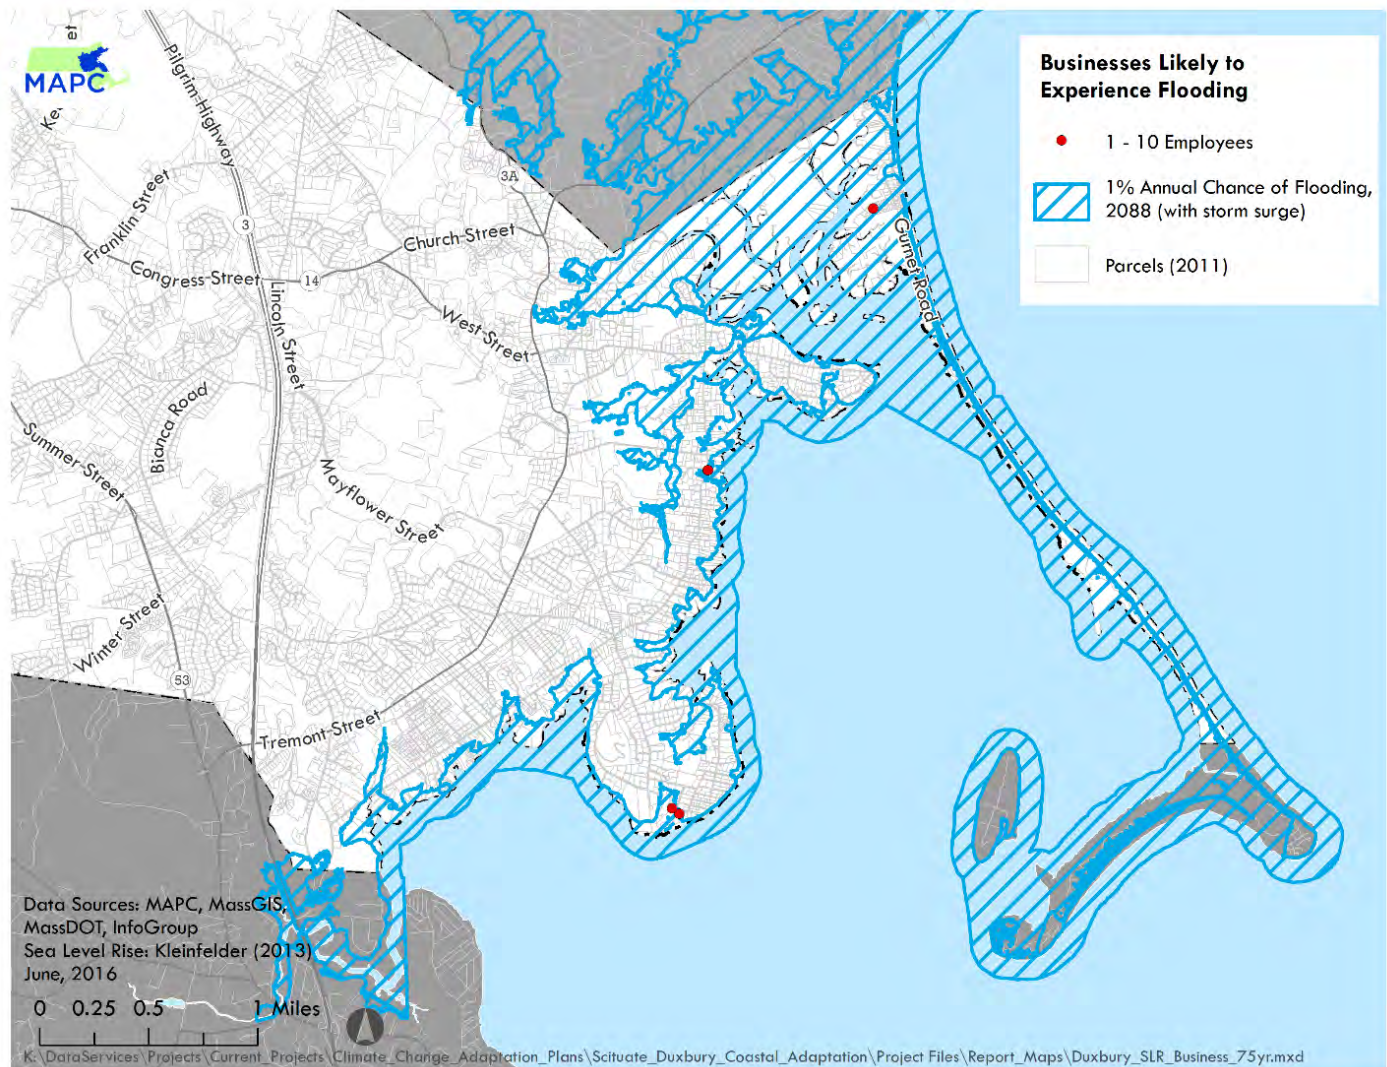 et
MAPC
Ke
Pilgrim-Highway
Franklin Street
3A
3
Church-Street
Congress-Street
14
Lincoln Street
West-Street
Gurnet-Road
Bianca Road
Summer-Street
Mayflower Street
Winter Street
53
Tremont-Street
Businesses Likely to
Experience Flooding
1 - 10 Employees
1% Annual Chance of Flooding,
2088 (with storm surge)
Parcels (2011)
Data Sources: MAPC, MassGIS,
MassDOT, InfoGroup
Sea Level Rise: Kleinfelder (2013)
June, 2016
0 0.25 0.5 1 Miles
K:\DataServices\Projects\Current_Projects\Climate_Change_Adaptation_Plans\Scituate_Duxbury_Coastal_Adaptation\Project Files\Report_Maps\Duxbury_SLR_Business_75yr.mxd